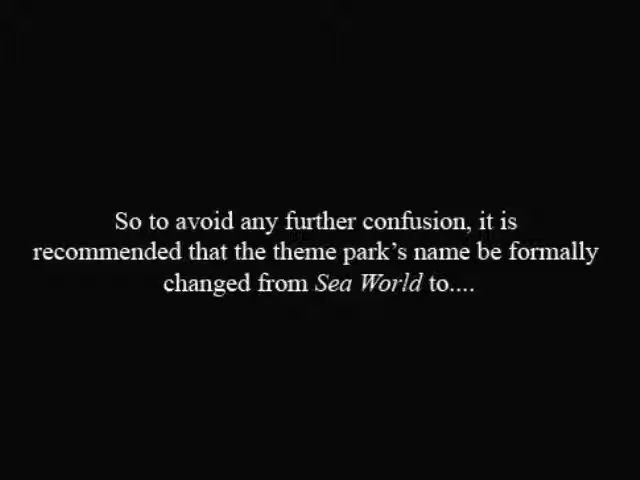 So to avoid any further confusion, it is
recommended that the theme park’s name be formally
changed from Sea World to....